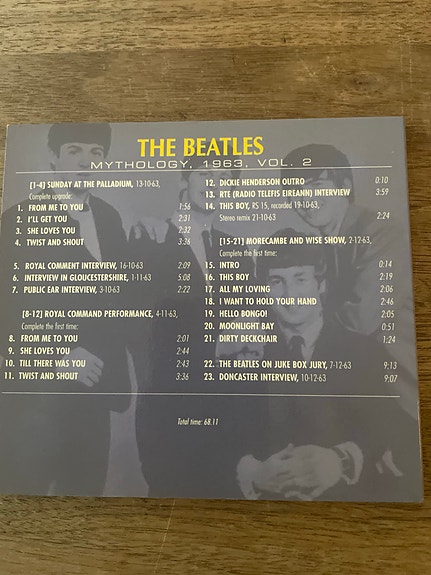 THE BEATLES
MYTHOLOGY, 1963, VOL. 2
[1-4] SUNDAY AT THE PALLADIUM, 13-10-63,
Complete upgrade:
1. FROM ME TO YOU 1:56
2. I'LL GET YOU 2:31
3. SHE LOVES YOU 2:32
4. TWIST AND SHOUT 3:36
5. ROYAL COMMENT INTERVIEW, 16-10-63 2:09
6. INTERVIEW IN GLOUCESTERSHIRE, 1-11-63 5:08
7. PUBLIC EAR INTERVIEW, 3-10-63 2:22
[8-12] ROYAL COMMAND PERFORMANCE, 4-11-63,
Complete the first time:
8. FROM ME TO YOU 2:01
9. SHE LOVES YOU 2:44
10. TILL THERE WAS YOU 2:43
11. TWIST AND SHOUT 3:36
12. DICKIE HENDERSON OUTRO 0:10
13. RTE (RADIO TELEFIS EIREANN) INTERVIEW 3:59
14. THIS BOY, RS 15, recorded 19-10-63,
Stereo remix 21-10-63 2:24
[15-21] MORECAMBE AND WISE SHOW, 2-12-63,
Complete the first time:
15. INTRO 0:14
16. THIS BOY 2:19
17. ALL MY LOVING 2:06
18. I WANT TO HOLD YOUR HAND 2:46
19. HELLO BONGO! 2:05
20. MOONLIGHT BAY 0:51
21. DIRTY DECKCHAIR 1:24
22. THE BEATLES ON JUKE BOX JURY, 7-12-63 9:13
23. DONCASTER INTERVIEW, 10-12-63 9:07
Total time: 68.11